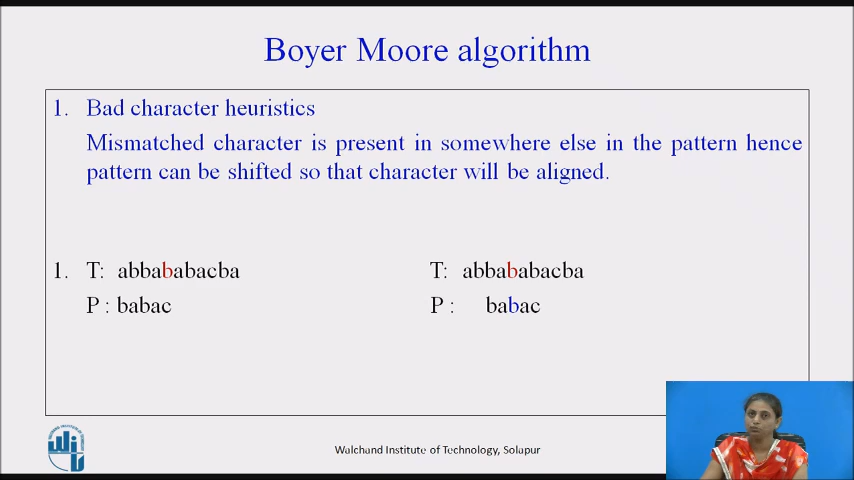 Boyer Moore algorithm
1. Bad character heuristics
Mismatched character is present in somewhere else in the pattern hence
pattern can be shifted so that character will be aligned.
1. T: abbababacba T: abbababacba
P : babac P : babac
Walchand Institute of Technology, Solapur